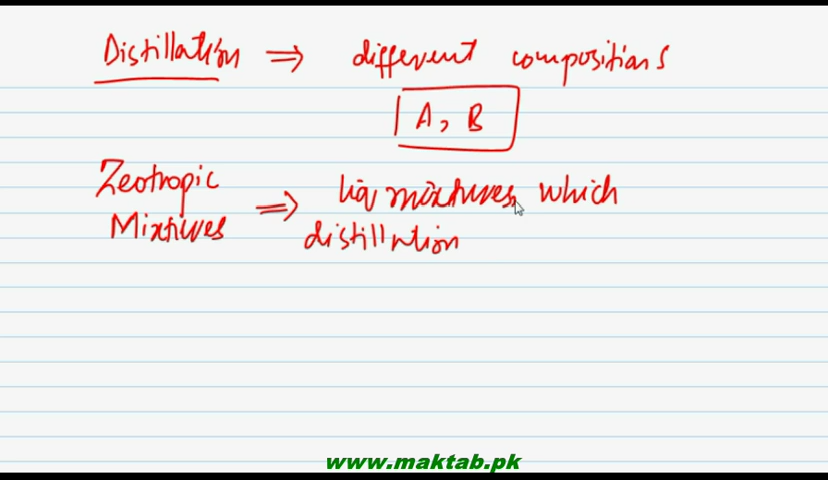 Distillation ⇒ different compositions
A, B
Zeotropic
Mixtures ⇒ liq mixtures, which
distillation
www.maktab.pk